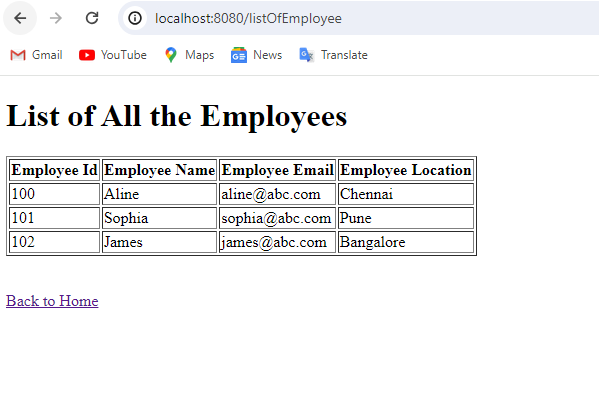 localhost:8080/listOfEmployee
Gmail YouTube Maps News Translate
List of All the Employees
Employee Id Employee Name Employee Email Employee Location
100 Aline aline@abc.com Chennai
101 Sophia sophia@abc.com Pune
102 James james@abc.com Bangalore
Back to Home